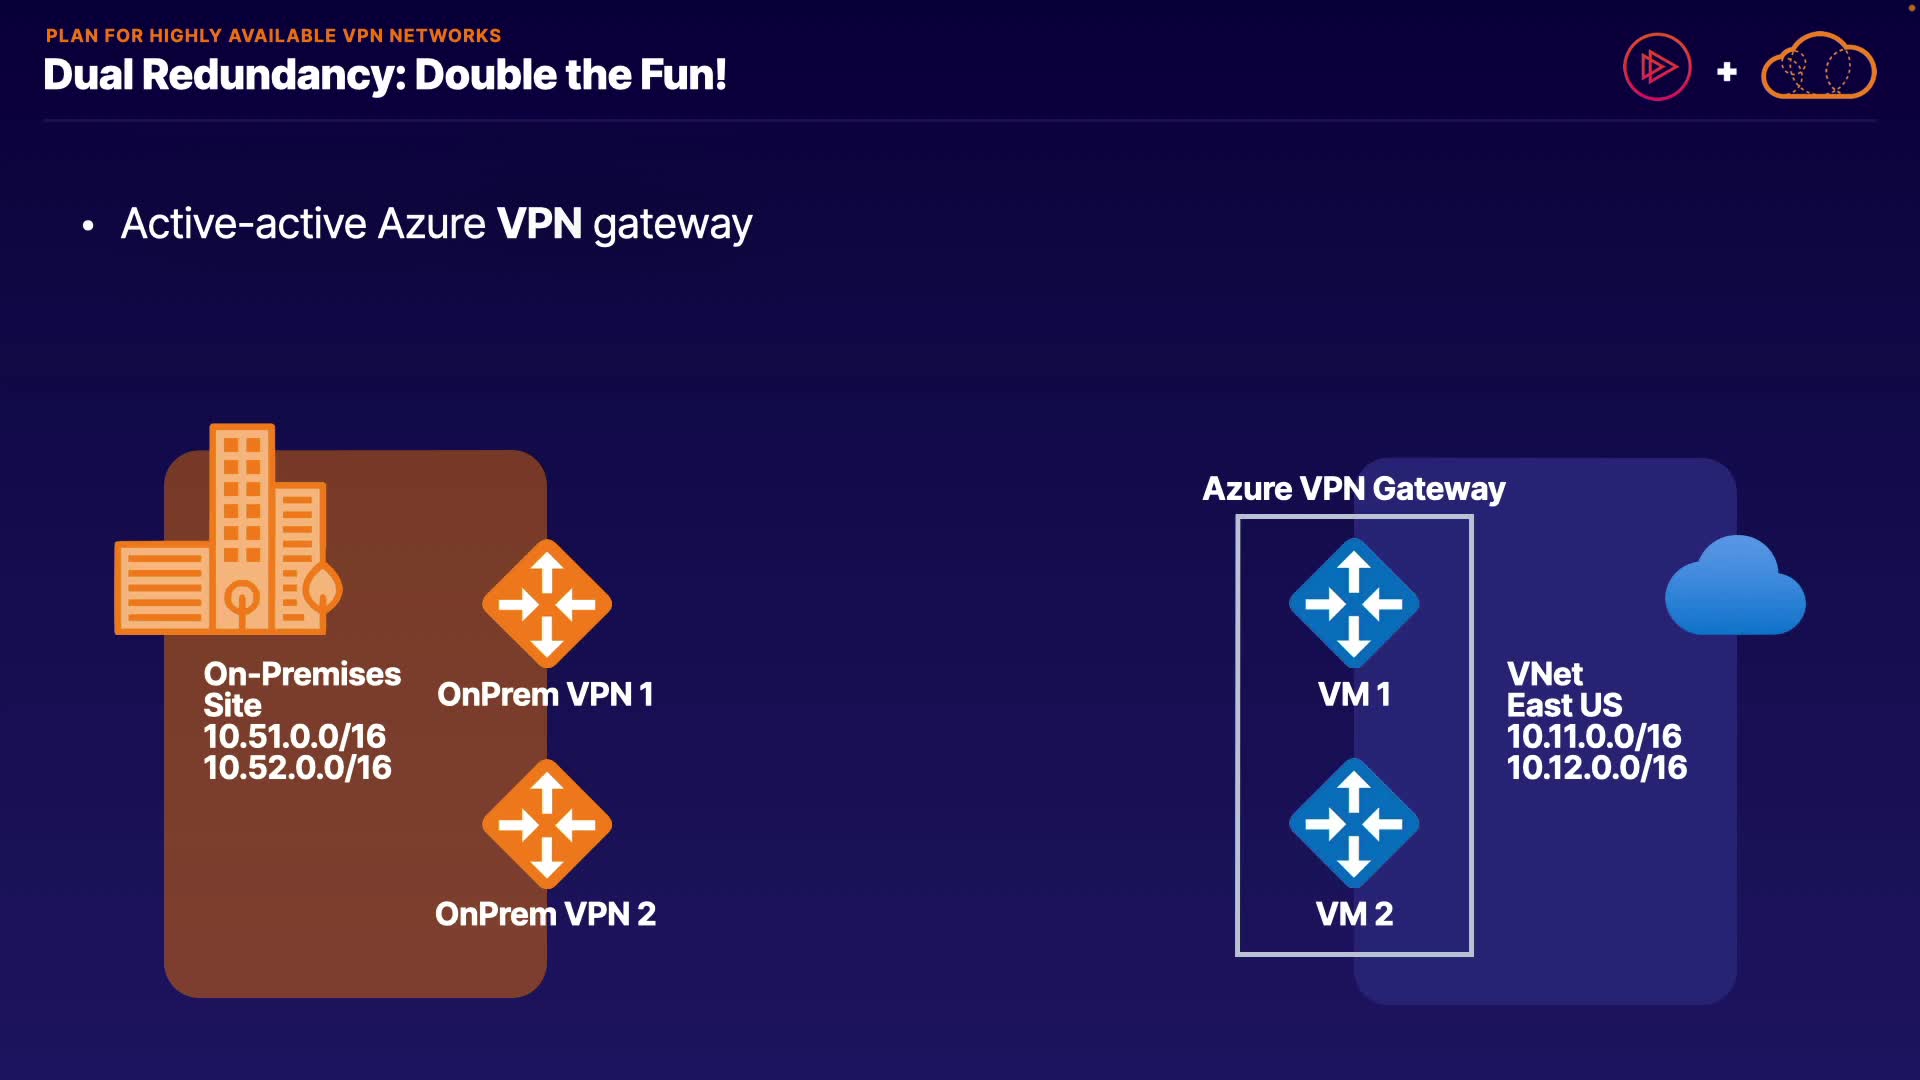 PLAN FOR HIGHLY AVAILABLE VPN NETWORKS
Dual Redundancy: Double the Fun!
• Active-active Azure VPN gateway
On-Premises
Site
10.51.0.0/16
10.52.0.0/16
OnPrem VPN 1
OnPrem VPN 2
Azure VPN Gateway
VM 1
VM 2
VNet
East US
10.11.0.0/16
10.12.0.0/16